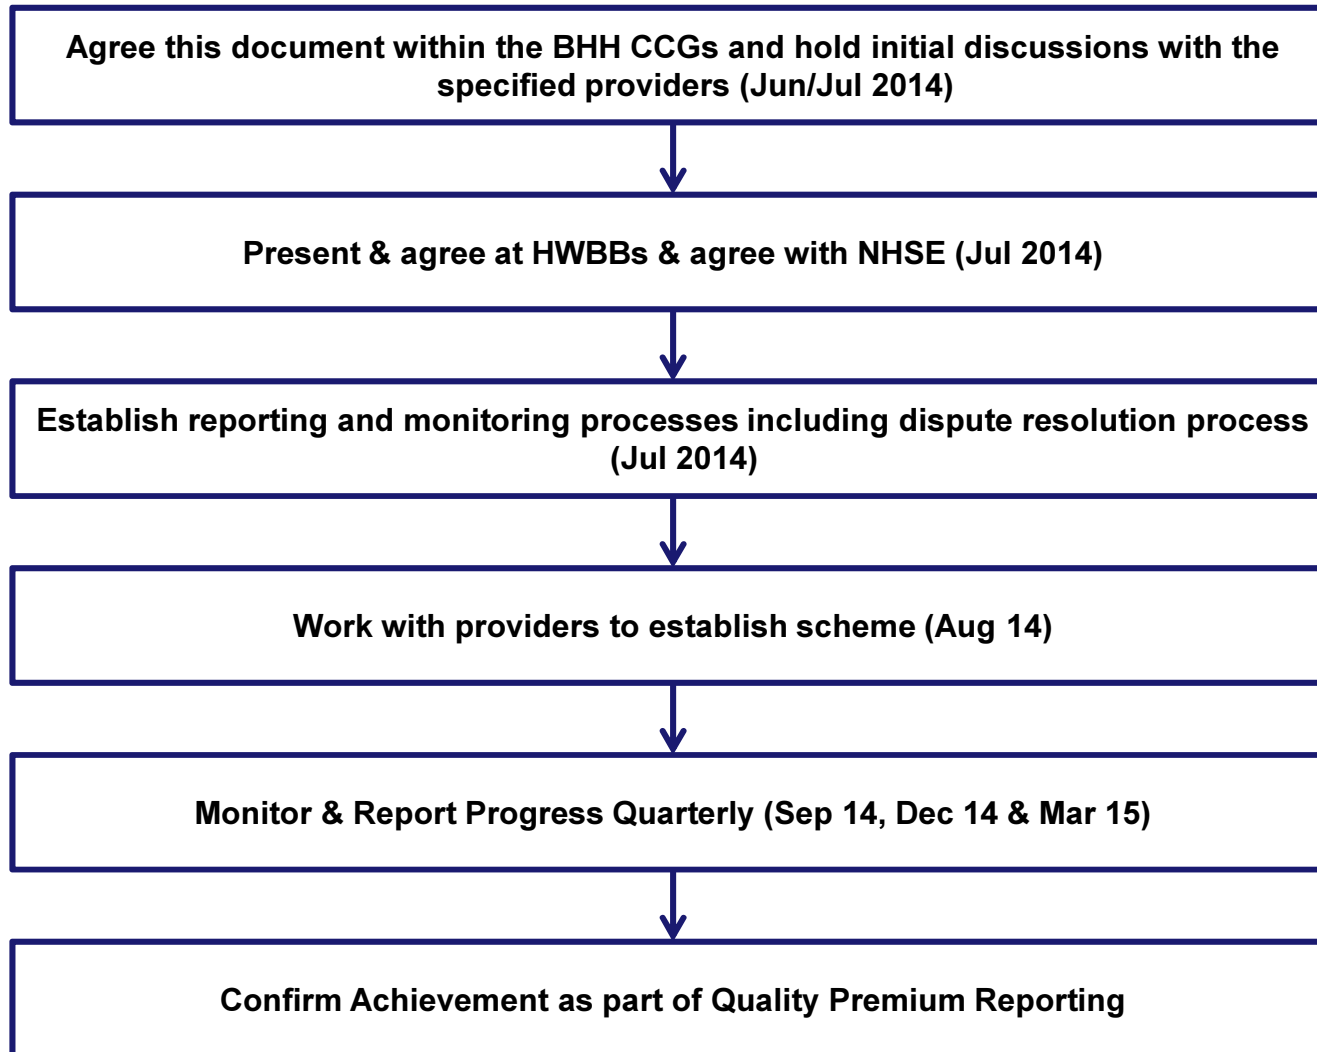 Agree this document within the BHH CCGs and hold initial discussions with the
specified providers (Jun/Jul 2014)
Present & agree at HWBBs & agree with NHSE (Jul 2014)
Establish reporting and monitoring processes including dispute resolution process
(Jul 2014)
Work with providers to establish scheme (Aug 14)
Monitor & Report Progress Quarterly (Sep 14, Dec 14 & Mar 15)
Confirm Achievement as part of Quality Premium Reporting